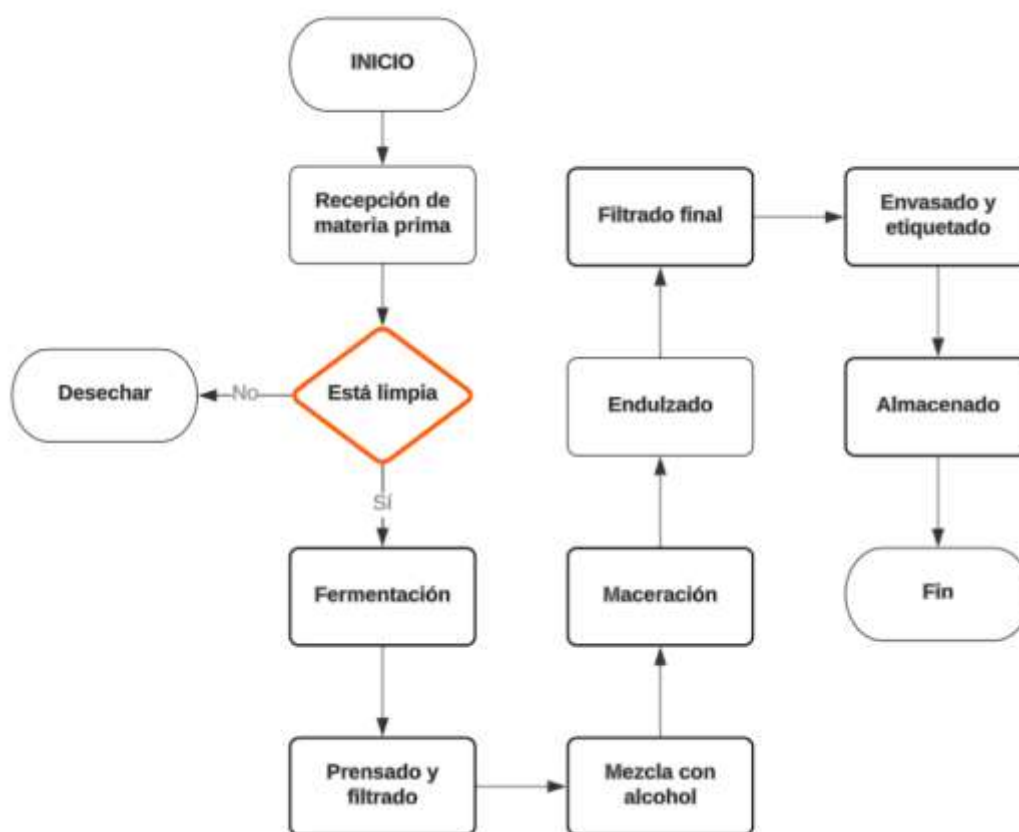 INICIO
Recepción de
materia prima
Está limpia
No
Desechar
Sí
Fermentación
Prensado y
filtrado
Mezcla con
alcohol
Maceración
Endulzado
Filtrado final
Envasado y
etiquetado
Almacenado
Fin